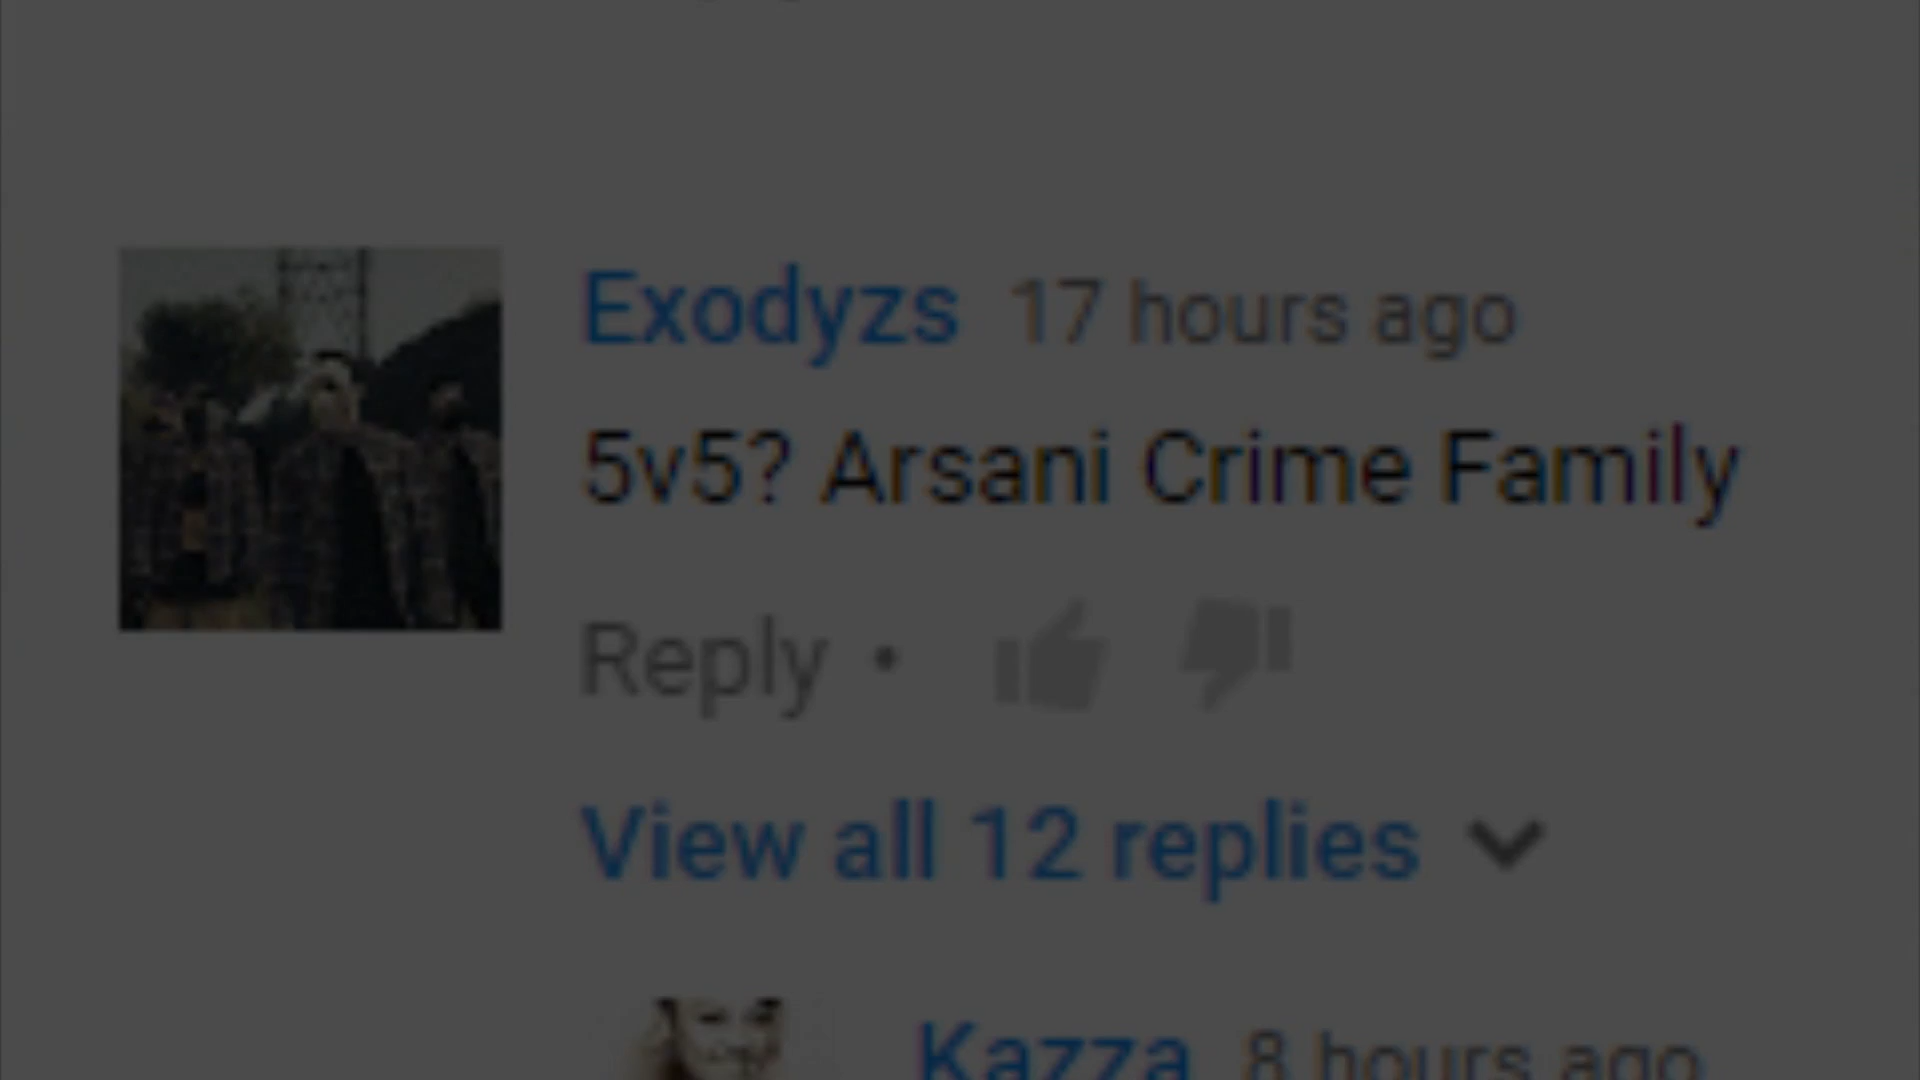 Exodyzs 17 hours ago
5v5? Arsani Crime Family
Reply •
View all 12 replies
Kazza 8 hours ago